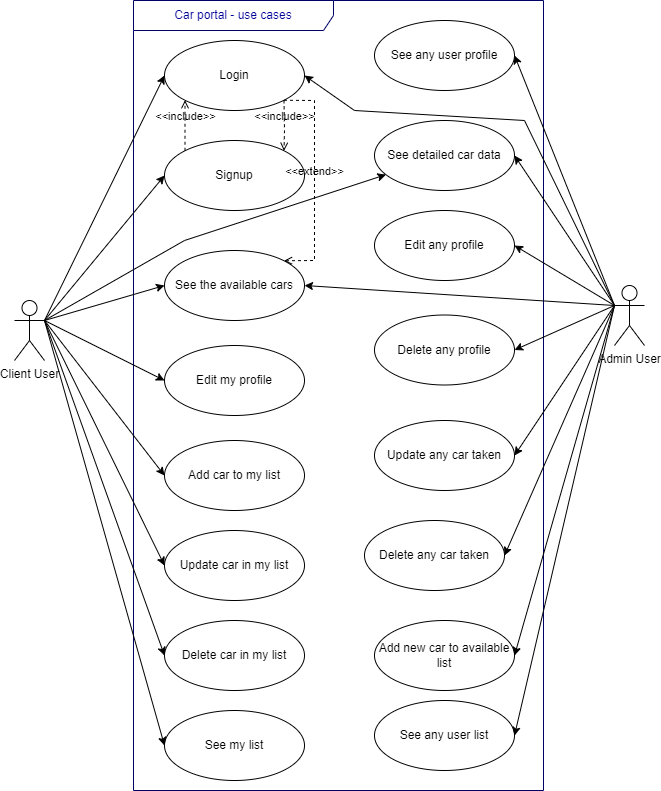 Car portal - use cases
Login
See any user profile
<<include>>
<<include>>
Signup
<<extend>>
See detailed car data
Edit any profile
See the available cars
Client User
Admin User
Delete any profile
Edit my profile
Add car to my list
Update any car taken
Update car in my list
Delete any car taken
Delete car in my list
Add new car to available
list
See my list
See any user list